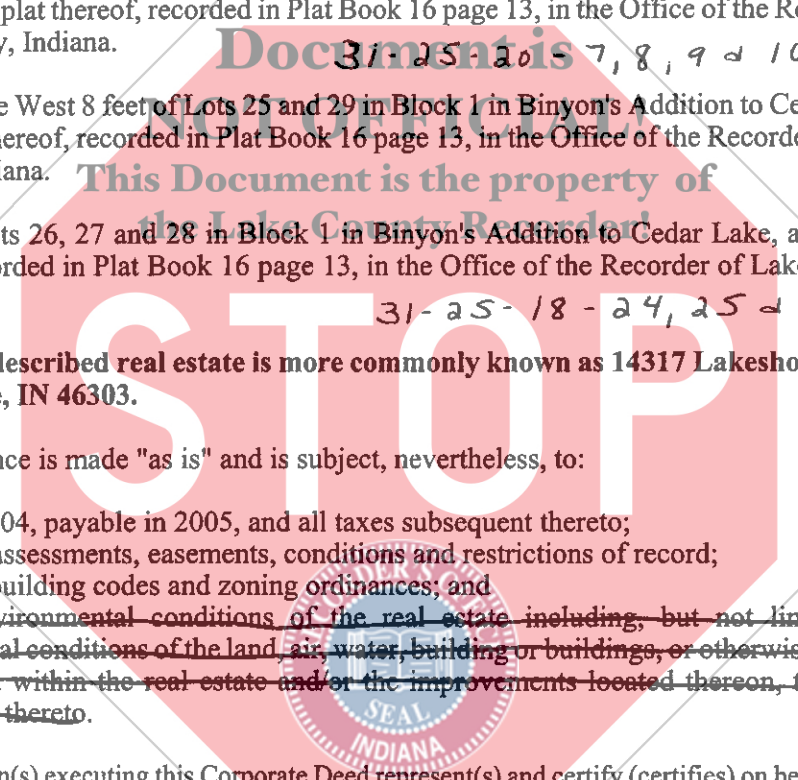 plat thereof, recorded in Plat Book 16 page 13, in the Office of the Re
y, Indiana.
Document is
31-25-20-7, 8, 9 & 10
e West 8 feet of Lots 25 and 29 in Block 1 in Binyon's Addition to Ce
NOT OFFICIAL!
hereof, recorded in Plat Book 16 page 13, in the Office of the Recorde
iana.
This Document is the property of
the Lake County Recorder!
ts 26, 27 and 28 in Block 1 in Binyon's Addition to Cedar Lake, a
orded in Plat Book 16 page 13, in the Office of the Recorder of Lake
31-25-18-24, 25 &
STOP
described real estate is more commonly known as 14317 Lakesho
e, IN 46303.
nce is made "as is" and is subject, nevertheless, to:
04, payable in 2005, and all taxes subsequent thereto;
assessments, easements, conditions and restrictions of record;
building codes and zoning ordinances; and
vironmental conditions of the real estate including, but not lin
al conditions of the land, air, water, building or buildings, or otherwis
within the real estate and/or the improvements located thereon, t
thereto.
SEAL
INDIANA
n(s) executing this Corporate Deed represent(s) and certify (certifies) on be